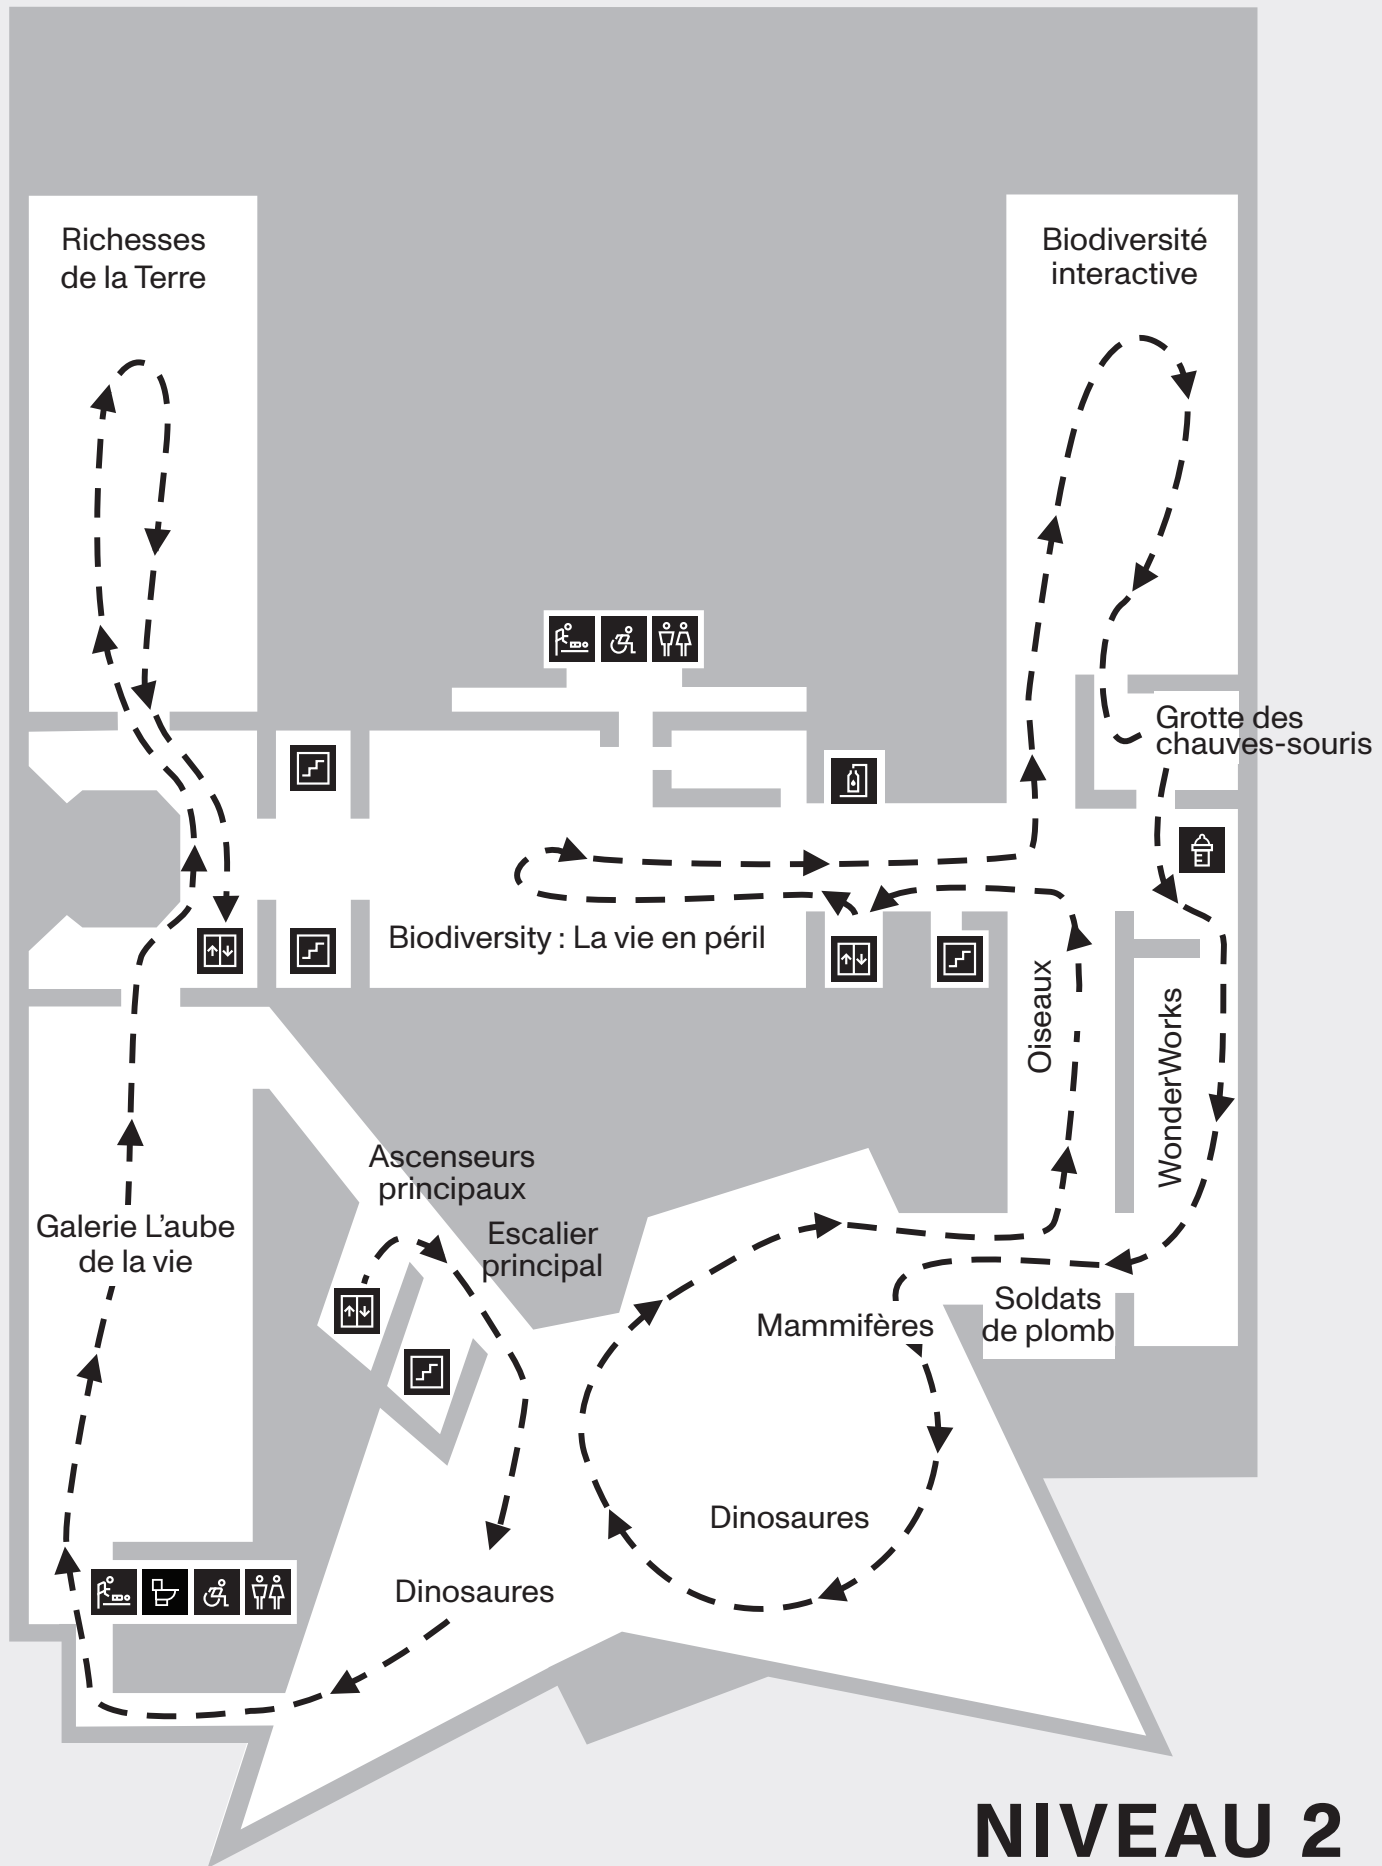 Richesses
de la Terre
Biodiversité
interactive
Grotte des
chauves-souris
Biodiversity : La vie en péril
Oiseaux
WonderWorks
Ascenseurs
principaux
Escalier
principal
Galerie L'aube
de la vie
Mammifères
Soldats
de plomb
Dinosaures
Dinosaures
NIVEAU 2